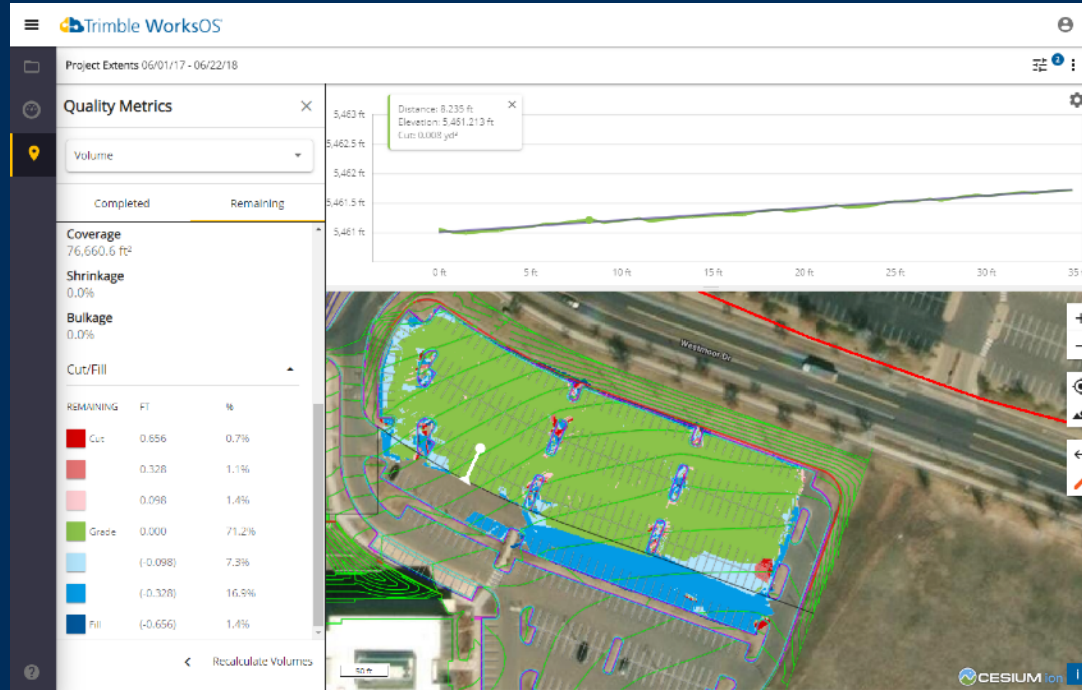 Trimble WorksOS
Project Extents 06/01/17 - 06/22/18
2
Quality Metrics
Volume
Completed Remaining
Coverage
76,660.6 ft²
Shrinkage
0.0%
Bulkage
0.0%
Cut/Fill
REMAINING FT %
Cut 0.656 0.7%
0.328 1.1%
0.098 1.4%
Grade 0.000 71.2%
(-0.098) 7.3%
(-0.328) 16.9%
Fill (-0.656) 1.4%
Recalculate Volumes
Distance: 8.235 ft
Elevation: 5,461.213 ft
Cut: 0.008 yd³
5,463 ft
5,462.5 ft
5,462 ft
5,461.5 ft
5,461 ft
0 ft 5 ft 10 ft 15 ft 20 ft 25 ft 30 ft 35
Westmoor Dr
50 ft
CESIUM ion